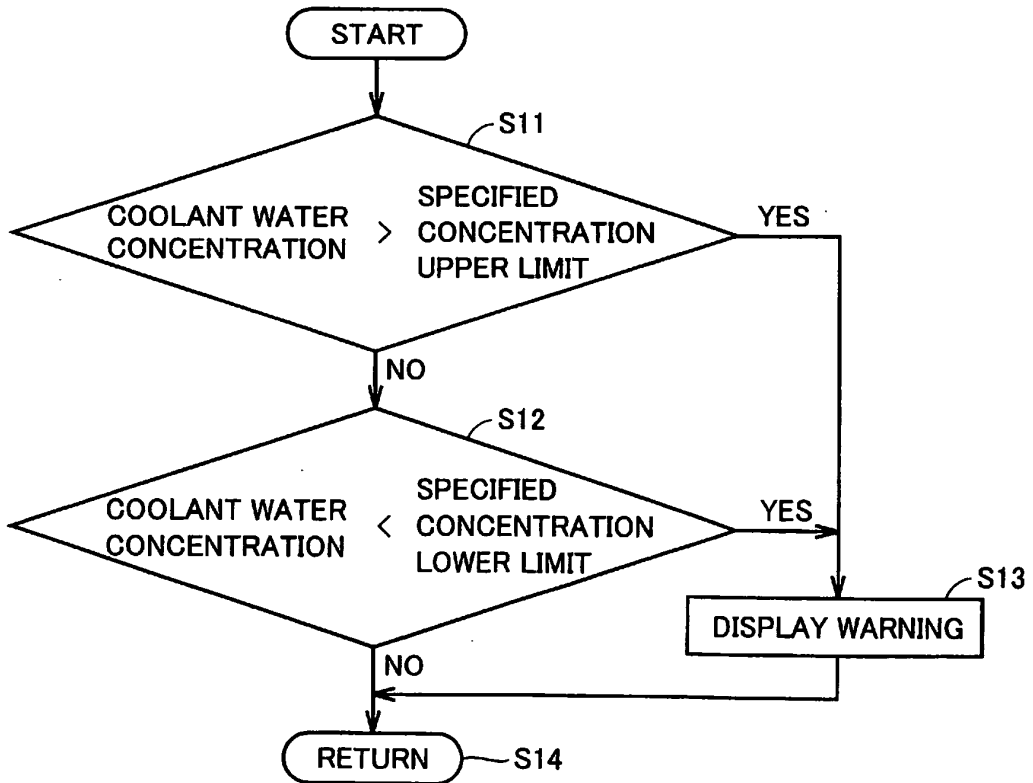 START
S11
COOLANT WATER
CONCENTRATION
>
SPECIFIED
CONCENTRATION
UPPER LIMIT
YES
NO
S12
COOLANT WATER
CONCENTRATION
<
SPECIFIED
CONCENTRATION
LOWER LIMIT
YES
S13
DISPLAY WARNING
NO
RETURN
S14